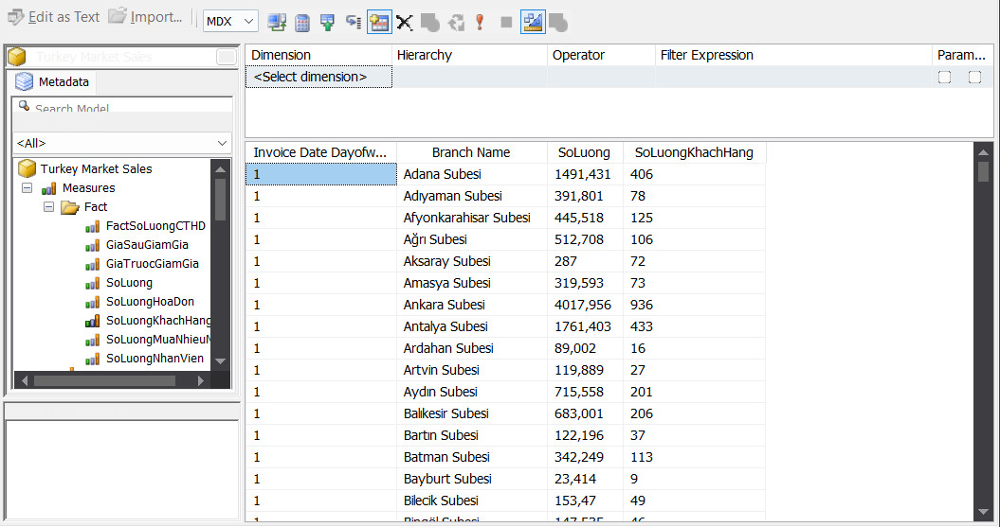 Edit as Text Import... MDX
Turkey Market Sales
Metadata
Search Model
<All>
Turkey Market Sales
Measures
Fact
FactSoLuongCTHD
GiaSauGiamGia
GiaTruocGiamGia
SoLuong
SoLuongHoaDon
SoLuongKhachHang
SoLuongMuaNhieuN
SoLuongNhanVien
Dimension Hierarchy Operator Filter Expression Param...
<Select dimension>
Invoice Date Dayofw... Branch Name SoLuong SoLuongKhachHang
1 Adana Subesi 1491,431 406
1 Adıyaman Subesi 391,801 78
1 Afyonkarahisar Subesi 445,518 125
1 Ağrı Subesi 512,708 106
1 Aksaray Subesi 287 72
1 Amasya Subesi 319,593 73
1 Ankara Subesi 4017,956 936
1 Antalya Subesi 1761,403 433
1 Ardahan Subesi 89,002 16
1 Artvin Subesi 119,889 27
1 Aydın Subesi 715,558 201
1 Balıkesir Subesi 683,001 206
1 Bartın Subesi 122,196 37
1 Batman Subesi 342,249 113
1 Bayburt Subesi 23,414 9
1 Bilecik Subesi 153,47 49
1 Bingöl Subesi 147,535 46